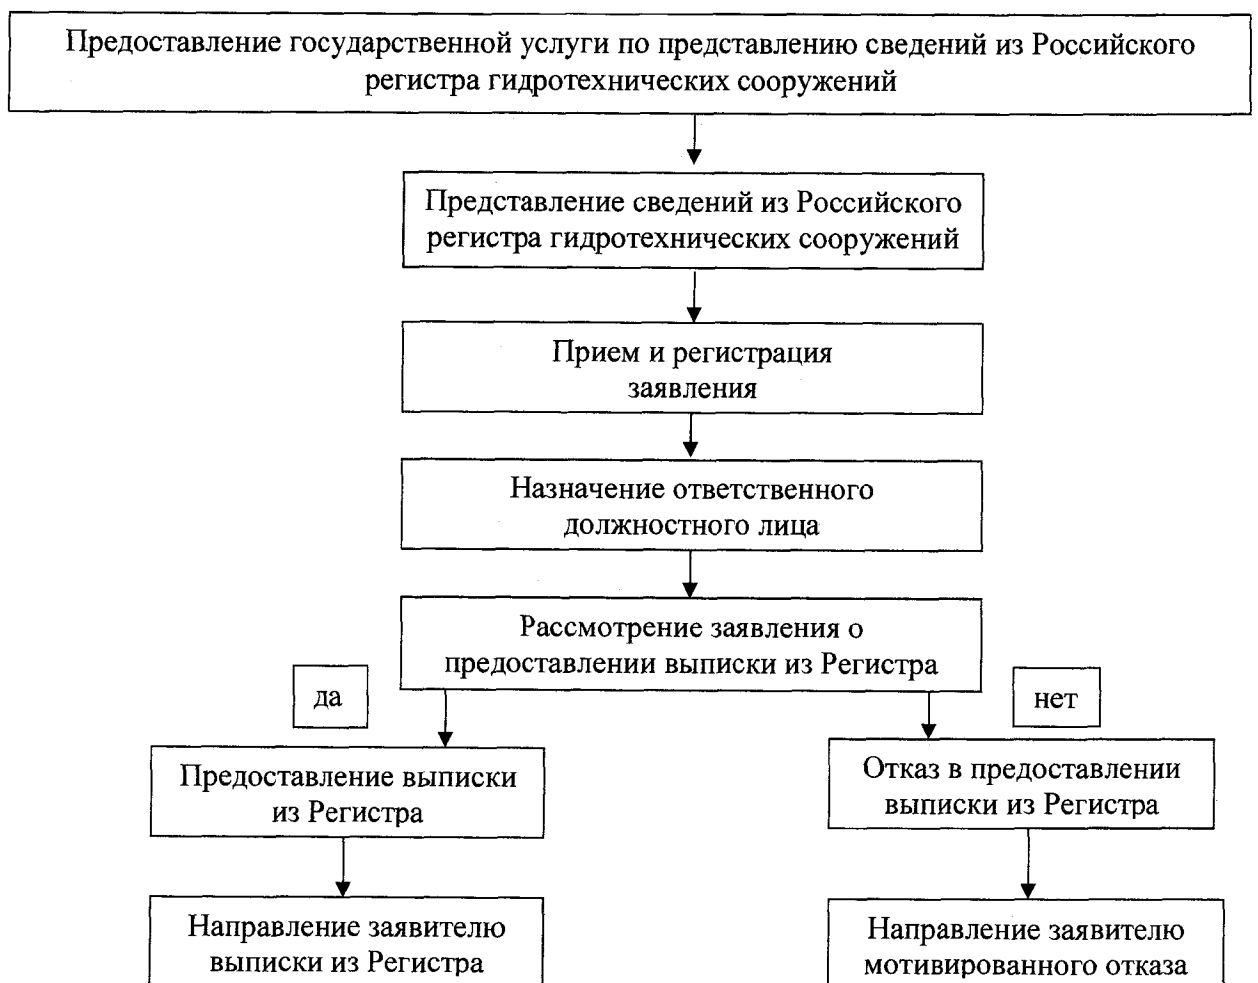 Предоставление государственной услуги по представлению сведений из Российского
регистра гидротехнических сооружений
Представление сведений из Российского
регистра гидротехнических сооружений
Прием и регистрация
заявления
Назначение ответственного
должностного лица
Рассмотрение заявления о
предоставлении выписки из Регистра
да
нет
Предоставление выписки
из Регистра
Отказ в предоставлении
выписки из Регистра
Направление заявителю
выписки из Регистра
Направление заявителю
мотивированного отказа